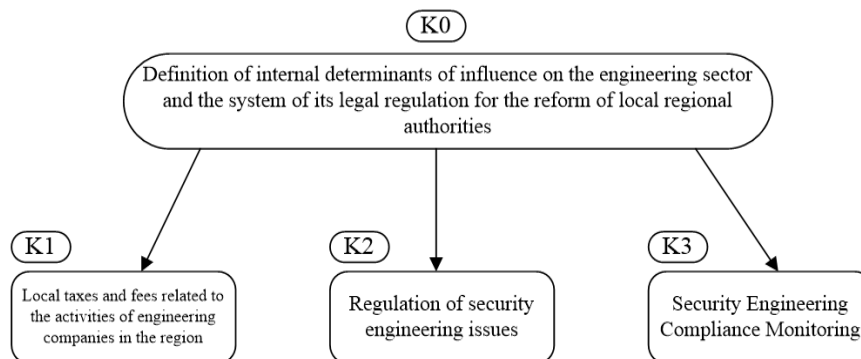 K0
Definition of internal determinants of influence on the engineering sector
and the system of its legal regulation for the reform of local regional
authorities
K1
Local taxes and fees related to
the activities of engineering
companies in the region
K2
Regulation of security
engineering issues
K3
Security Engineering
Compliance Monitoring